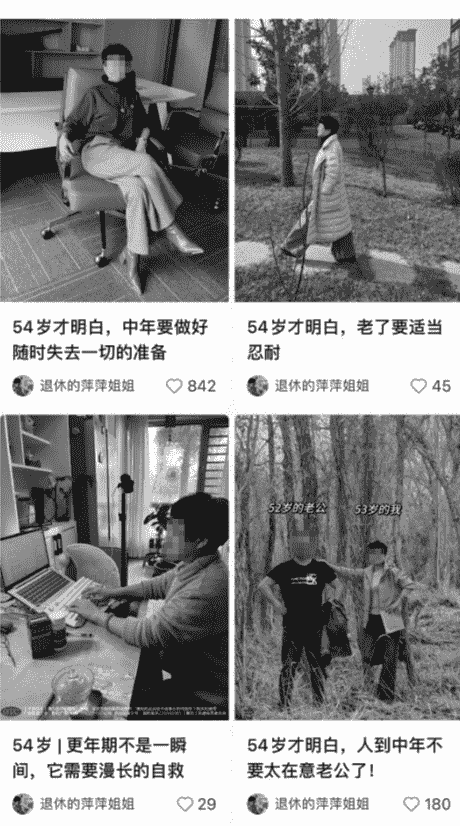 54岁才明白，中年要做好
随时失去一切的准备
退休的萍萍姐姐
842
54岁才明白，老了要适当
忍耐
退休的萍萍姐姐
45
52岁的老公
53岁的我
54岁 | 更年期不是一瞬
间，它需要漫长的自救
退休的萍萍姐姐
29
54岁才明白，人到中年不
要太在意老公了！
退休的萍萍姐姐
180